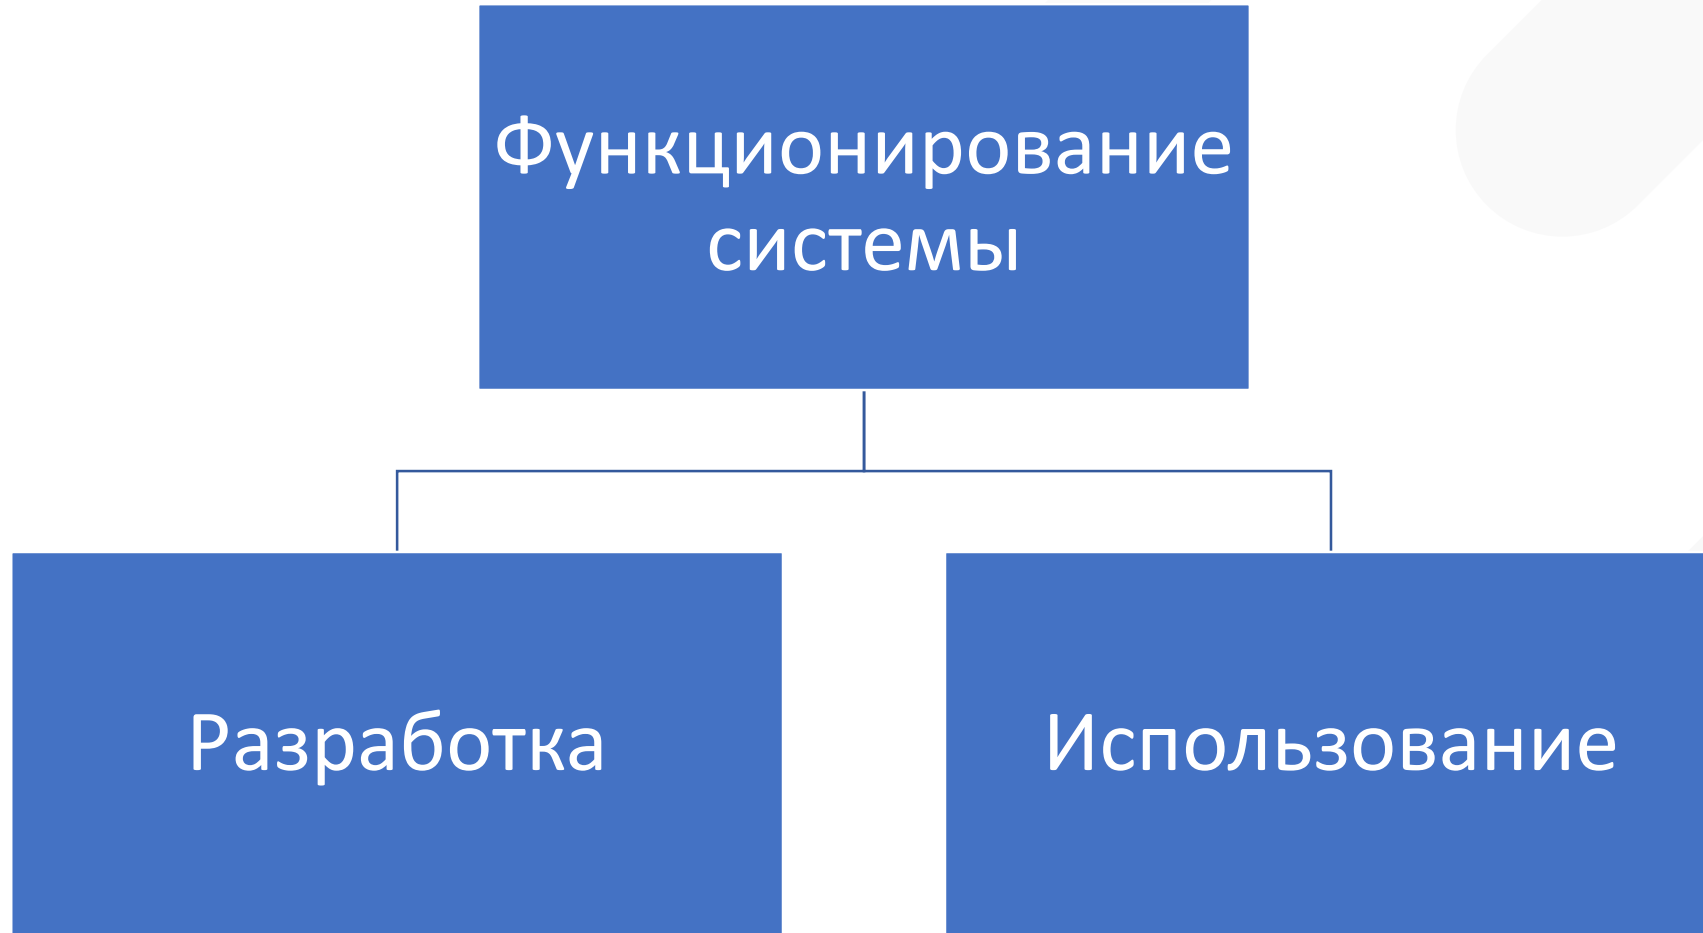 Функционирование
системы
Разработка
Использование